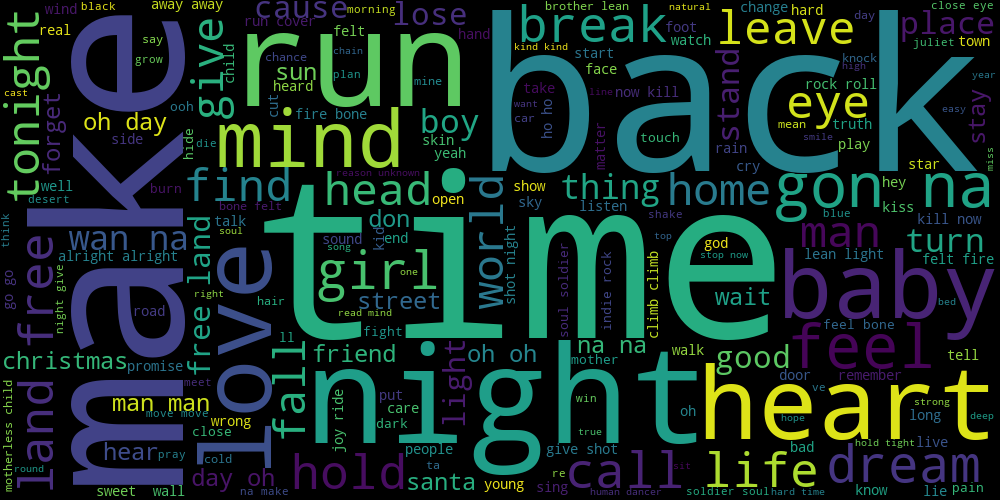 wind
black
away away
cause
lose
brother lean
natural
change
hard
close eye
morning
run cover
felt
hand
break
foot
leave
day
place
real
say
grow
tonight
give
child
run
chain
chance
plan
mine
kind kind
start
watch
juliet
town
back
sun
heard
face
knock
high
cast
forget
oh day
ooh
cut
fire bone
take
now kill
rock roll
eye
year
want
car
line
side
hide
mind
boy
ho ho
touch
stand
mean
truth
easy
stay
make
die
skin
yeah
matter
rain
smile
play
cry
star
miss
well
desert
burn
find
reason unknown
head
open
show
thing
home
gon na
hey
think
bone felt
soul
talk
don
sky
listen
world
kiss
blue
kill now
wan na
time
sound
kid
end
shake
top
god
man
turn
alright alright
free land
song
girl
shot night
stop now
lean light
felt fire
go go
night give
right
one
street
soul soldier
indie rock
climb climb
wait
baby
bed
land free
road
love
hair
read mind
fight
feel bone
ll
christmas
promise
fall
friend
oh oh
na na
mother
walk
good
feel
tell
meet
light
night
door
ve
remember
motherless child
man man
move move
joy ride
put
care
dark
win
oh
heart
strong
deep
wrong
close
true
hope
long
hear
pray
cold
people
give shot
bad
hold tight
live
round
day oh
hold
ta
santa
re
call
sit
life
dream
pain
sweet
wall
na make
young
sing
human dancer
soldier soul
hard time
know
lie